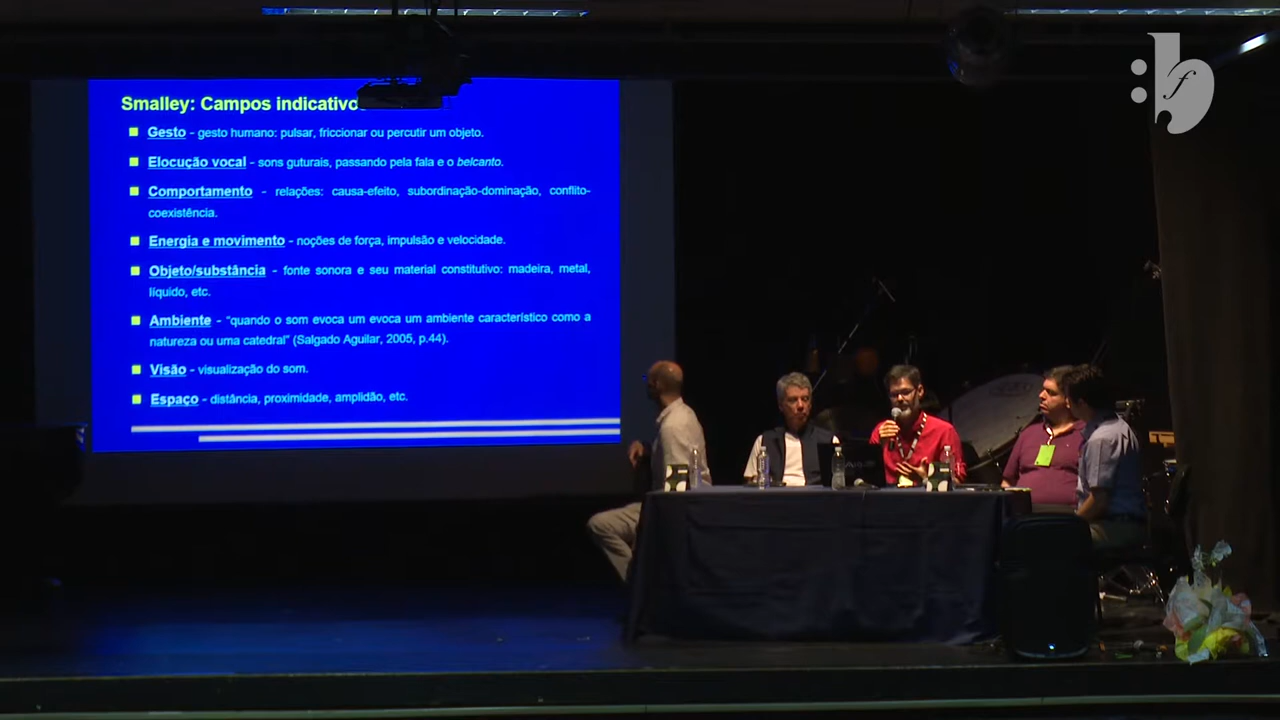 Smalley: Campos indicativo
Gesto - gesto humano: pulsar, friccionar ou percutir um objeto.
Elocução vocal - sons guturais, passando pela fala e o belcanto.
Comportamento - relações: causa-efeito, subordinação-dominação, conflito-
coexistência.
Energia e movimento - noções de força, impulsão e velocidade.
Objeto/substância - fonte sonora e seu material constitutivo: madeira, metal,
líquido, etc.
Ambiente - “quando o som evoca um evoca um ambiente característico como a
natureza ou uma catedral” (Salgado Aguilar, 2005, p.44).
Visão - visualização do som.
Espaço - distância, proximidade, amplidão, etc.